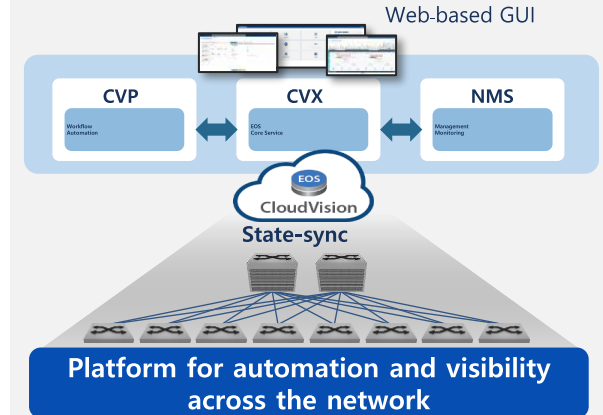 Web-based GUI
CVP
CVX
NMS
Workflow
Automation
EOS
Core Service
Management
Monitoring
EOS
CloudVision
State-sync
Platform for automation and visibility
across the network